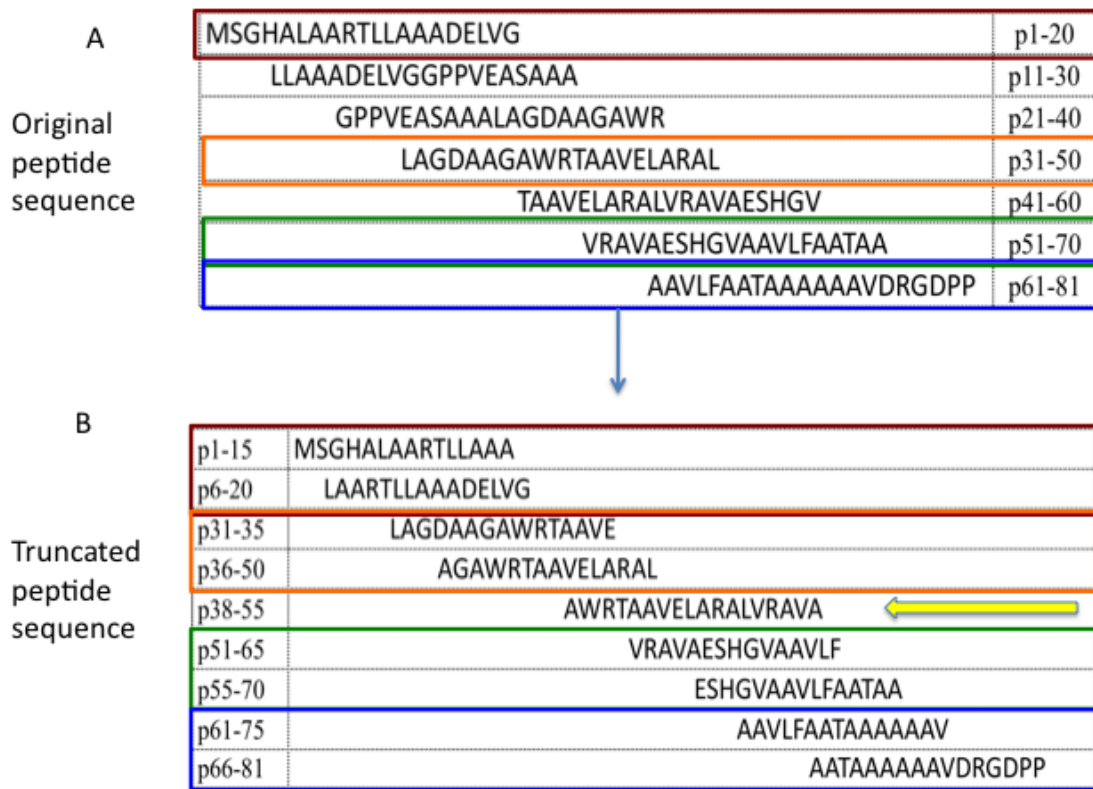 A
Original
peptide
sequence
MSGHALAARTLLAAADELVG p1-20
LLAAADELVGGPPVEASAAA p11-30
GPPVEASAAALAGDAAGAWR p21-40
LAGDAAGAWRTAAVELARAL p31-50
TAAVELARALVRAVAESHGV p41-60
VRAVAESHGVAAVLFAATAA p51-70
AAVLFAATAAAAAAVDRGDPP p61-81
B
Truncated
peptide
sequence
p1-15 MSGHALAARTLLAAA
p6-20 LAARTLLAAADELVG
p31-35 LAGDAAGAWRTAAVE
p36-50 AGAWRTAAVELARAL
p38-55 AWRTAAVELARALVRAVA
p51-65 VRAVAESHGVAAVLF
p55-70 ESHGVAAVLFAATAA
p61-75 AAVLFAATAAAAAAV
p66-81 AATAAAAAAVDRGDPP